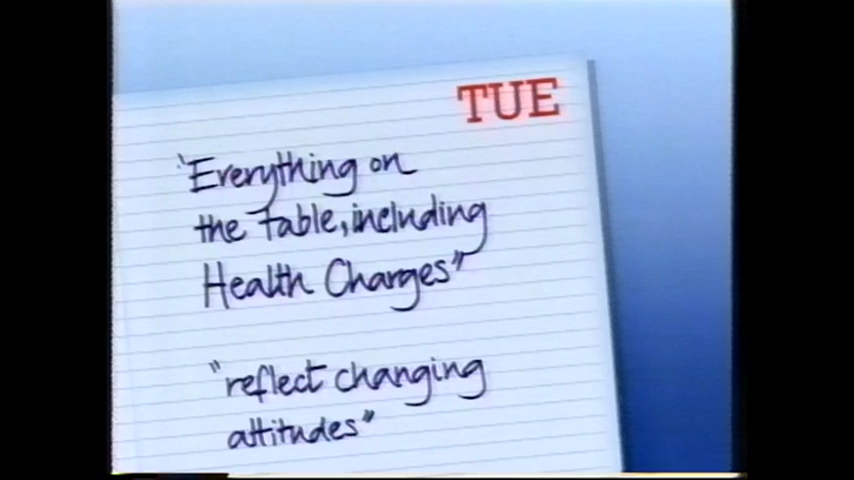 TUE
"Everything on
the Table, including
Health Charges"
"reflect changing
attitudes"